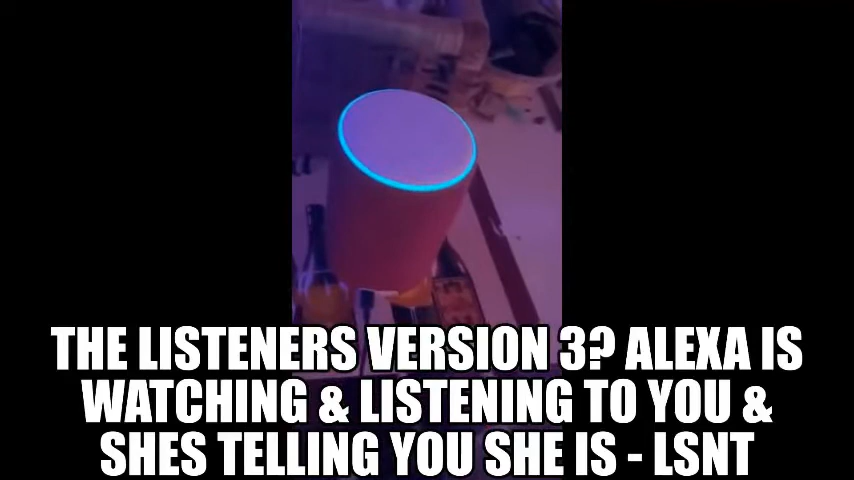 THE LISTENERS VERSION 3? ALEXA IS
WATCHING & LISTENING TO YOU &
SHES TELLING YOU SHE IS - LSNT